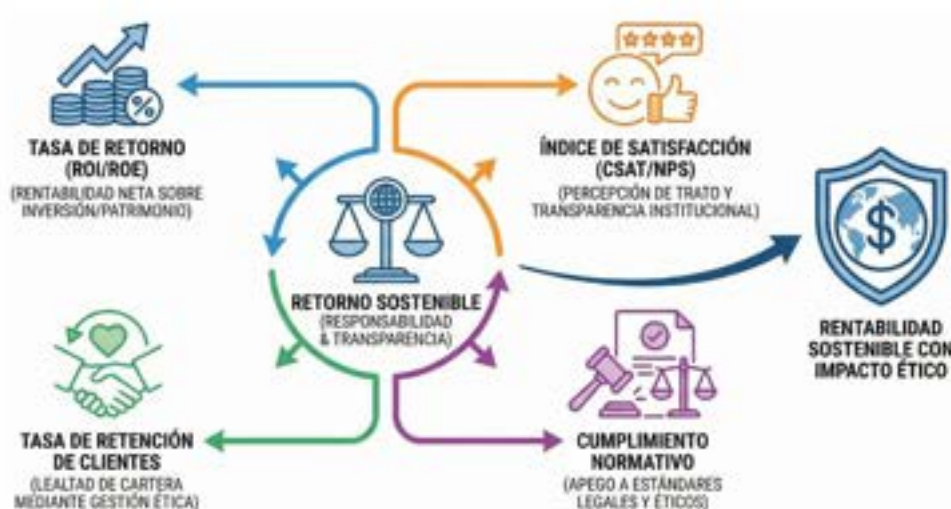 TASA DE RETORNO
(ROI/ROE)
(RENTABILIDAD NETA SOBRE
INVERSIÓN/PATRIMONIO)
%
ÍNDICE DE SATISFACCIÓN
(CSAT/NPS)
(PERCEPCIÓN DE TRATO Y
TRANSPARENCIA INSTITUCIONAL)
RETORNO SOSTENIBLE
(RESPONSABILIDAD
& TRANSPARENCIA)
$
RENTABILIDAD
SOSTENIBLE CON
IMPACTO ÉTICO
TASA DE RETENCIÓN
DE CLIENTES
(LEALTAD DE CARTERA
MEDIANTE GESTIÓN ÉTICA)
CUMPLIMIENTO
NORMATIVO
(APEGO A ESTÁNDARES
LEGALES Y ÉTICOS)